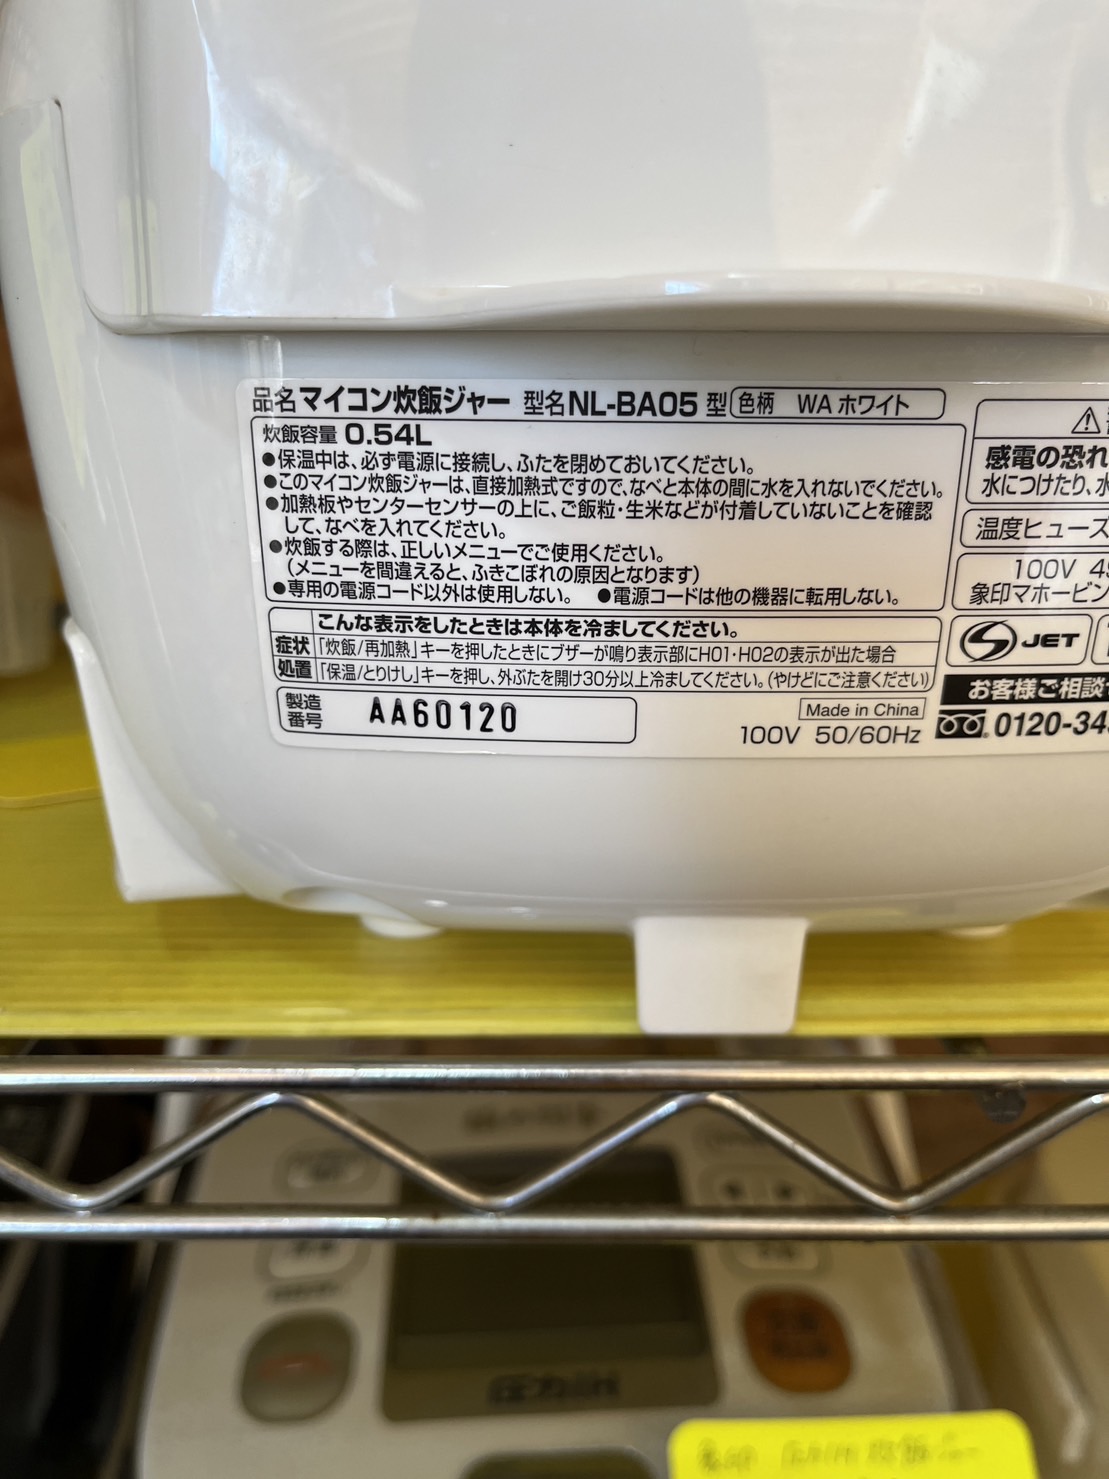 品名 マイコン炊飯ジャー 型名 NL-BA05 型 色柄 WA ホワイト
炊飯容量 0.54L
●保温中は、必ず電源に接続し、ふたを閉めておいてください。
●このマイコン炊飯ジャーは、直接加熱式ですので、なべと本体の間に水を入れないでください。
●加熱板やセンターセンサーの上に、ご飯粒・生米などが付着していないことを確認
して、なべを入れてください。
●炊飯する際は、正しいメニューでご使用ください。
(メニューを間違えると、ふきこぼれの原因となります)
●専用の電源コード以外は使用しない。 ●電源コードは他の機器に転用しない。
こんな表示をしたときは本体を冷ましてください。
症状 「炊飯/再加熱」キーを押したときにブザーが鳴り表示部にH01・H02の表示が出た場合
処置 「保温/とりけし」キーを押し、外ぶたを開け30分以上冷ましてください。(やけどにご注意ください)
製造
番号 AA60120
Made in China
100V 50/60Hz
感電の恐れ
水につけたり、水
温度ヒューズ
100V
象印マホービン
JET
お客様ご相談
0120-34
圧力IH